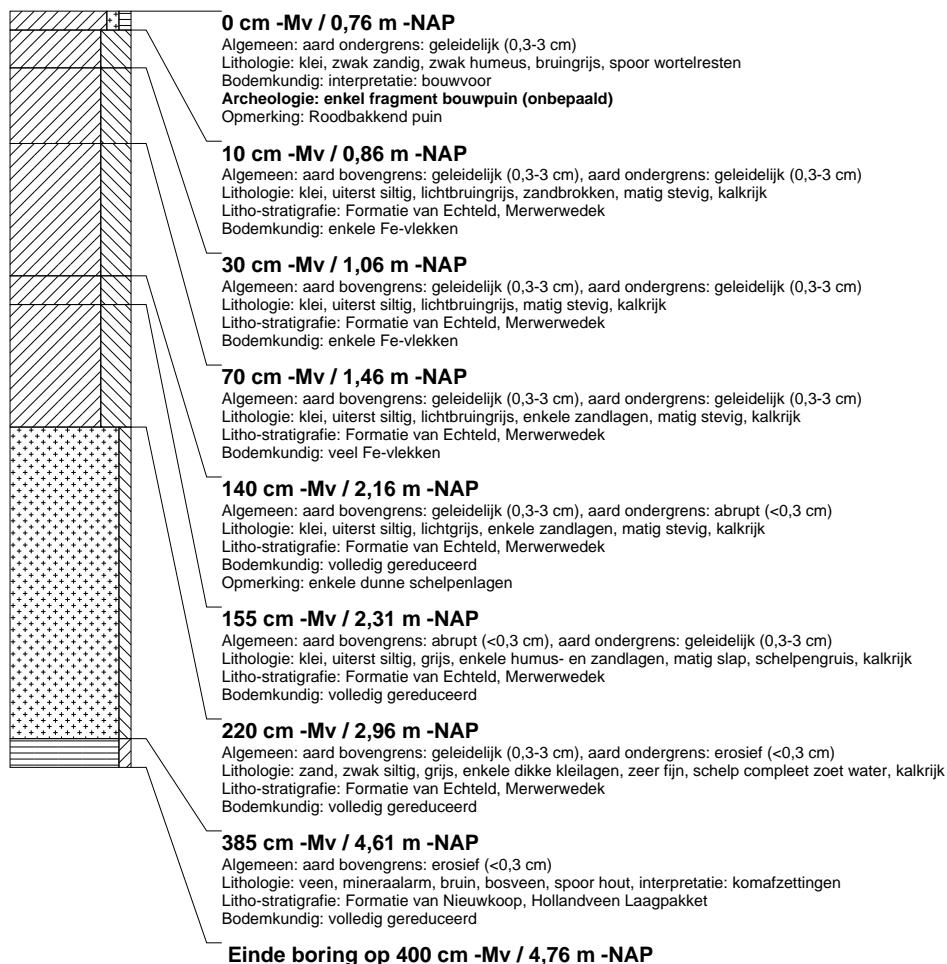 0 cm -Mv / 0,76 m -NAP
Algemeen: aard ondergrens: geleidelijk (0,3-3 cm)
Lithologie: klei, zwak zandig, zwak humeus, bruingrijs, spoor wortelresten
Bodemkundig: interpretatie: bouwvoor
Archeologie: enkel fragment bouwpuin (onbepaald)
Opmerking: Roodbakkend puin
10 cm -Mv / 0,86 m -NAP
Algemeen: aard bovengrens: geleidelijk (0,3-3 cm), aard ondergrens: geleidelijk (0,3-3 cm)
Lithologie: klei, uiterst siltig, lichtbruingrijs, zandbrokken, matig stevig, kalkrijk
Litho-stratigrafie: Formatie van Echteld, Merwerwedek
Bodemkundig: enkele Fe-vlekken
30 cm -Mv / 1,06 m -NAP
Algemeen: aard bovengrens: geleidelijk (0,3-3 cm), aard ondergrens: geleidelijk (0,3-3 cm)
Lithologie: klei, uiterst siltig, lichtbruingrijs, matig stevig, kalkrijk
Litho-stratigrafie: Formatie van Echteld, Merwerwedek
Bodemkundig: enkele Fe-vlekken
70 cm -Mv / 1,46 m -NAP
Algemeen: aard bovengrens: geleidelijk (0,3-3 cm), aard ondergrens: geleidelijk (0,3-3 cm)
Lithologie: klei, uiterst siltig, lichtbruingrijs, enkele zandlagen, matig stevig, kalkrijk
Litho-stratigrafie: Formatie van Echteld, Merwerwedek
Bodemkundig: veel Fe-vlekken
140 cm -Mv / 2,16 m -NAP
Algemeen: aard bovengrens: geleidelijk (0,3-3 cm), aard ondergrens: abrupt (<0,3 cm)
Lithologie: klei, uiterst siltig, lichtgrijs, enkele zandlagen, matig stevig, kalkrijk
Litho-stratigrafie: Formatie van Echteld, Merwerwedek
Bodemkundig: volledig gereduceerd
Opmerking: enkele dunne schelpenlagen
155 cm -Mv / 2,31 m -NAP
Algemeen: aard bovengrens: abrupt (<0,3 cm), aard ondergrens: geleidelijk (0,3-3 cm)
Lithologie: klei, uiterst siltig, grijs, enkele humus- en zandlagen, matig slap, schelpengruis, kalkrijk
Litho-stratigrafie: Formatie van Echteld, Merwerwedek
Bodemkundig: volledig gereduceerd
220 cm -Mv / 2,96 m -NAP
Algemeen: aard bovengrens: geleidelijk (0,3-3 cm), aard ondergrens: erosief (<0,3 cm)
Lithologie: zand, zwak siltig, grijs, enkele dikke kleilagen, zeer fijn, schelp compleet zoet water, kalkrijk
Litho-stratigrafie: Formatie van Echteld, Merwerwedek
Bodemkundig: volledig gereduceerd
385 cm -Mv / 4,61 m -NAP
Algemeen: aard bovengrens: erosief (<0,3 cm)
Lithologie: veen, mineraalarm, bruin, bosveen, spoor hout, interpretatie: komafzettingen
Litho-stratigrafie: Formatie van Nieuwkoop, Hollandveen Laagpakket
Bodemkundig: volledig gereduceerd
Einde boring op 400 cm -Mv / 4,76 m -NAP